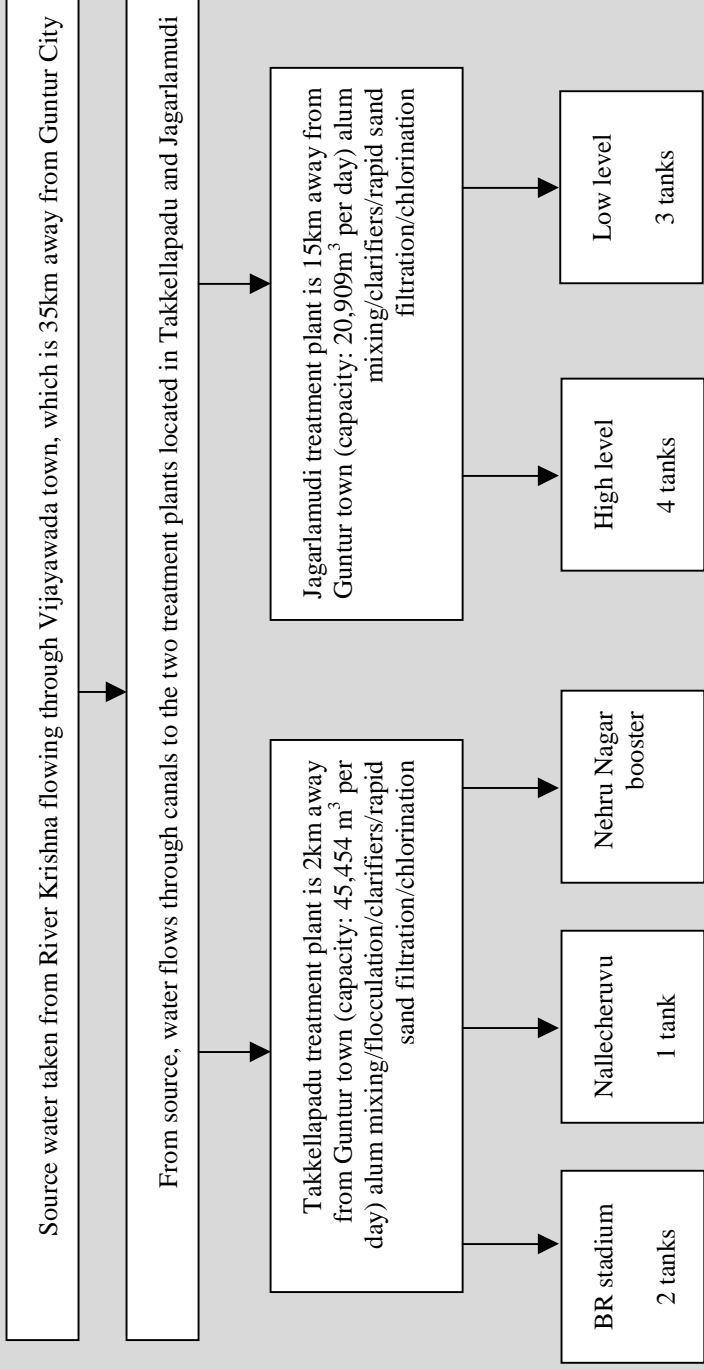 Source water taken from River Krishna flowing through Vijayawada town, which is 35km away from Guntur City
From source, water flows through canals to the two treatment plants located in Takkellapadu and Jagarlamudi
Takkellapadu treatment plant is 2km away
from Guntur town (capacity: 45,454 m³ per
day) alum mixing/flocculation/clarifiers/rapid
sand filtration/chlorination
Jagarlamudi treatment plant is 15km away from
Guntur town (capacity: 20,909m³ per day) alum
mixing/clarifiers/rapid sand
filtration/chlorination
BR stadium
2 tanks
Nallecheruvu
1 tank
Nehru Nagar
booster
High level
4 tanks
Low level
3 tanks